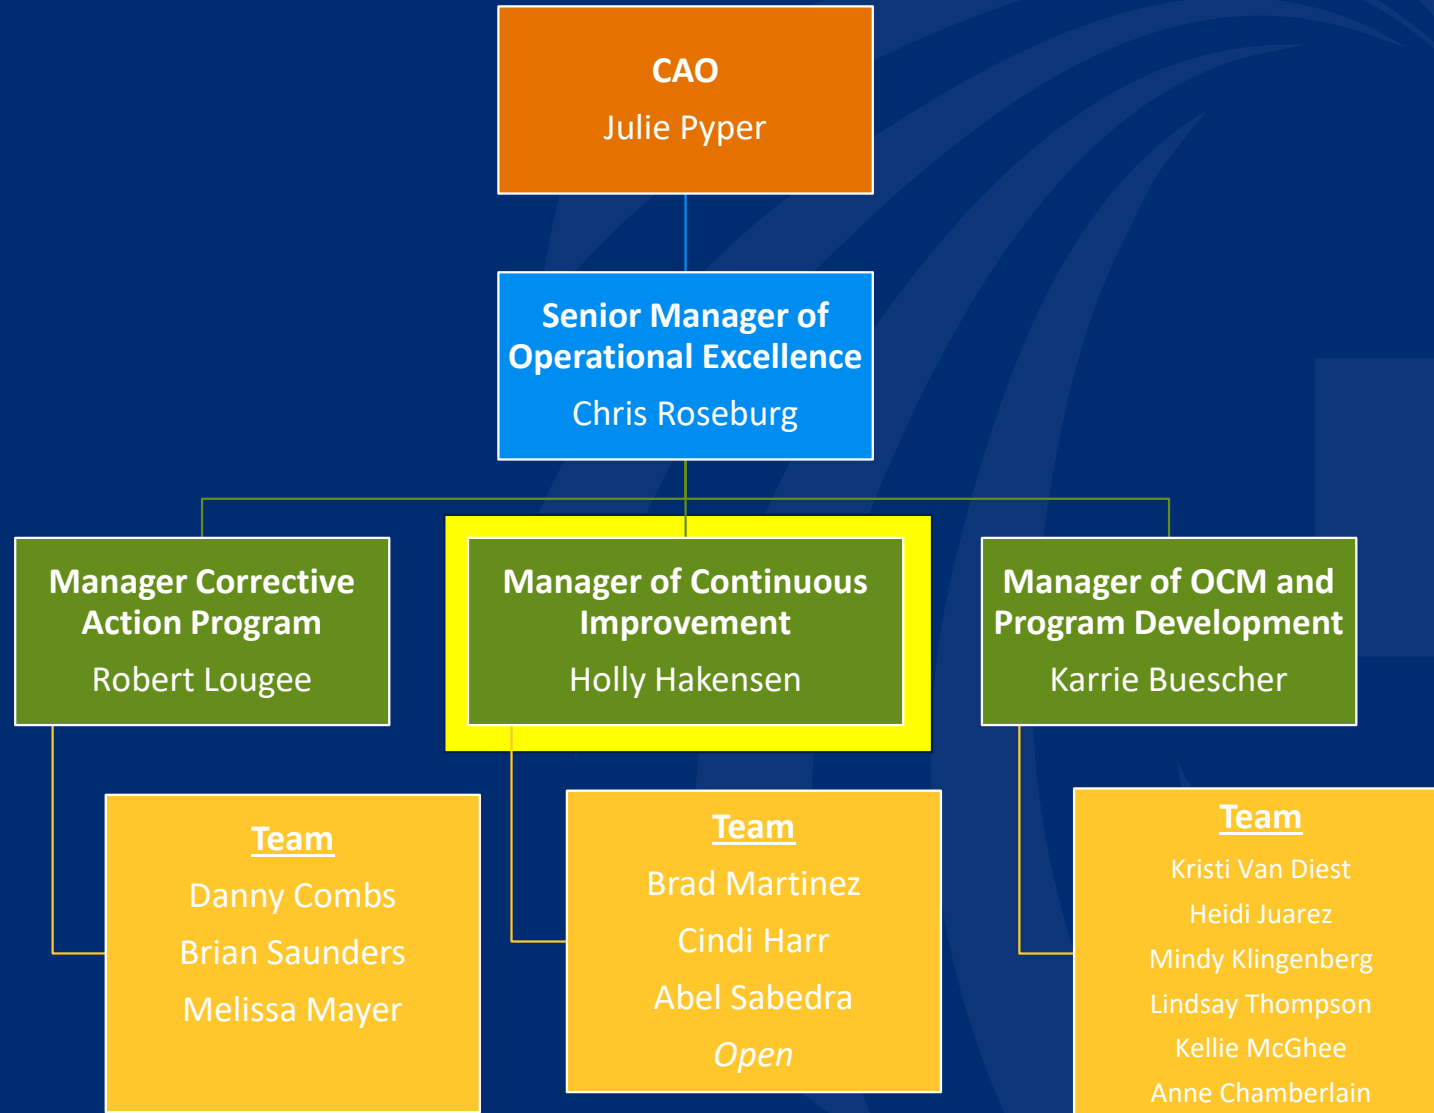 CAO
Julie Pyper
Senior Manager of
Operational Excellence
Chris Roseburg
Manager Corrective
Action Program
Robert Lougee
Manager of Continuous
Improvement
Holly Hakensen
Manager of OCM and
Program Development
Karrie Buescher
Team
Danny Combs
Brian Saunders
Melissa Mayer
Team
Brad Martinez
Cindi Harr
Abel Sabedra
Open
Team
Kristi Van Diest
Heidi Juarez
Mindy Klingenberg
Lindsay Thompson
Kellie McGhee
Anne Chamberlain